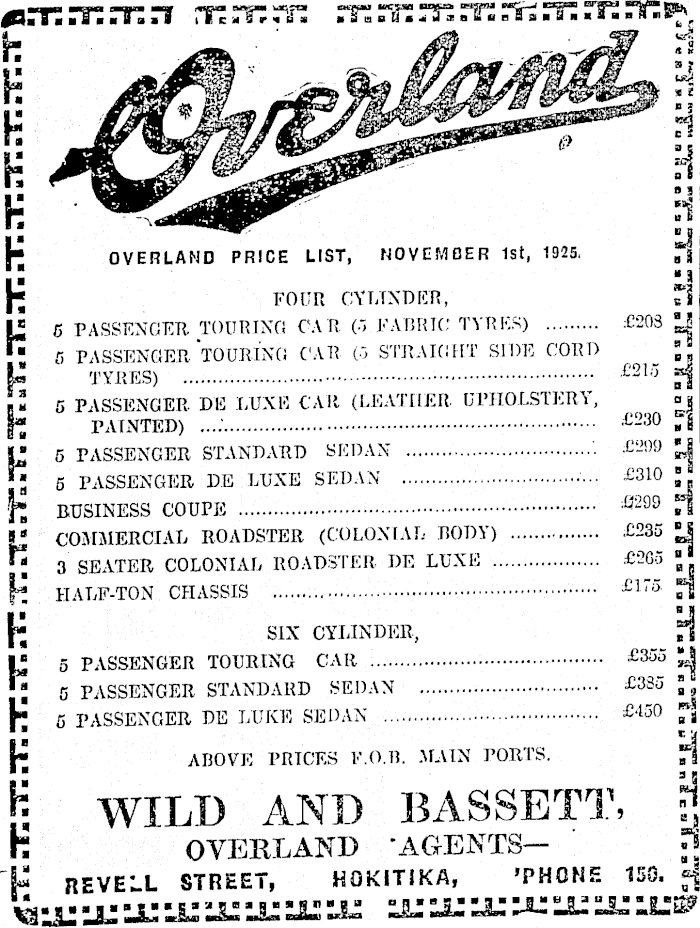 Overland
OVERLAND PRICE LIST, NOVEMBER 1st, 1925.
FOUR CYLINDER,
5 PASSENGER TOURING CAR (5 FABRIC TYRES) ......... £208
5 PASSENGER TOURING CAR (5 STRAIGHT SIDE CORD
TYRES) ............................................................ £215
5 PASSENGER DE LUXE CAR (LEATHER UPHOLSTERY,
PAINTED) ......................................................... £230
5 PASSENGER STANDARD SEDAN ............................ £299
5 PASSENGER DE LUXE SEDAN ............................. £310
BUSINESS COUPE ..................................................... £299
COMMERCIAL ROADSTER (COLONIAL BODY) ............... £235
3 SEATER COLONIAL ROADSTER DE LUXE ................ £265
HALF-TON CHASSIS ................................................ £175
SIX CYLINDER,
5 PASSENGER TOURING CAR .................................. £355
5 PASSENGER STANDARD SEDAN .......................... £385
5 PASSENGER DE LUKE SEDAN ................................ £450
ABOVE PRICES F.O.B. MAIN PORTS.
WILD AND BASSETT,
OVERLAND AGENTS—
REVELL STREET, HOKITIKA, 'PHONE 150.